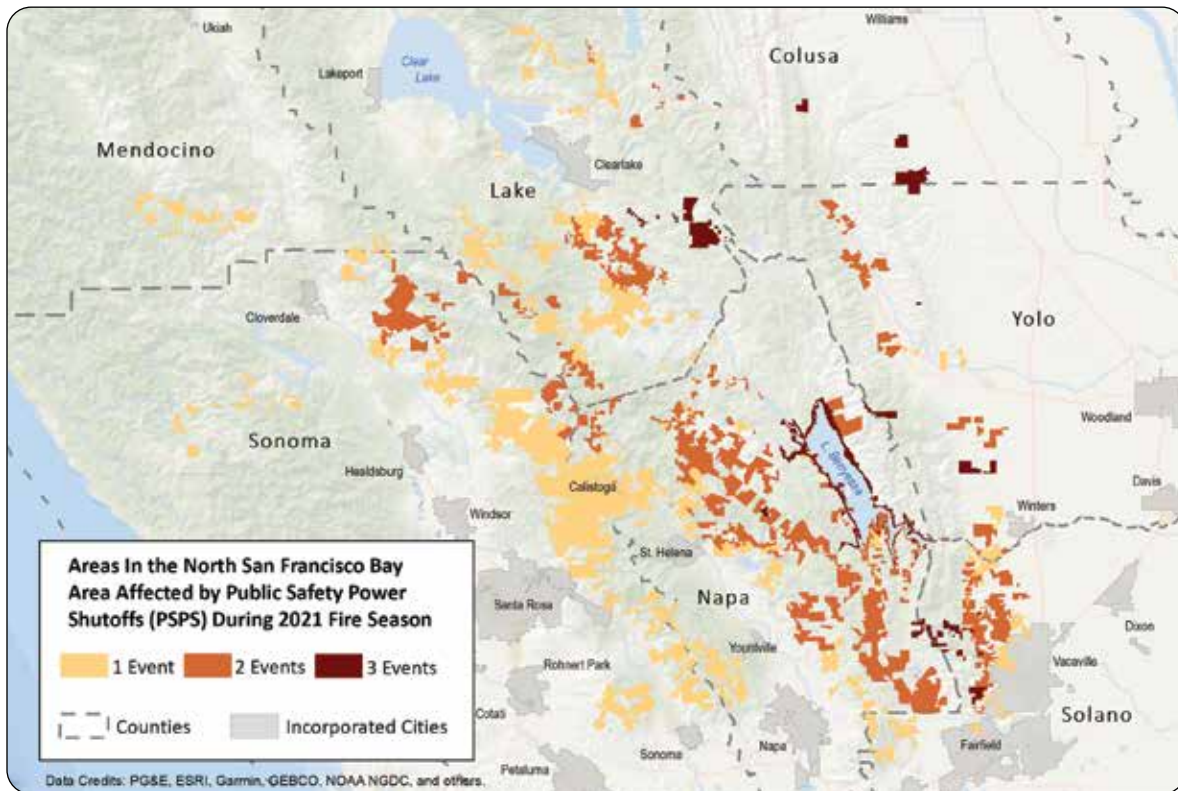 Ukiah
Williams
Colusa
Lakeport
Clear
Lake
Mendocino
Clearlake
Lake
Cloverdale
Yolo
Woodland
Sonoma
L. Berryessa
Healdsburg
Calistoga
Davis
Winters
Windsor
St. Helena
Santa Rosa
Napa
Dixon
Yountville
Rohnert Park
Vacaville
Cotati
Solano
Sonoma
Napa
Fairfield
Petaluma
Areas In the North San Francisco Bay
Area Affected by Public Safety Power
Shutoffs (PSPS) During 2021 Fire Season
1 Event 2 Events 3 Events
Counties Incorporated Cities
Data Credits: PG&E, ESRI, Garmin, GEBCO, NOAA NGDC, and others.